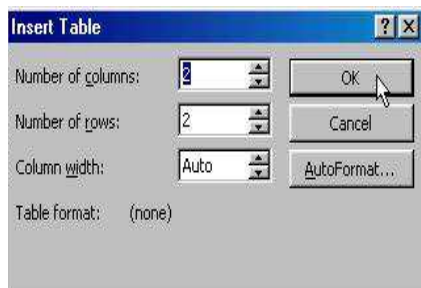 Insert Table ? ×
Number of columns: 2 OK
Number of rows: 2 Cancel
Column width: Auto AutoFormat...
Table format: (none)